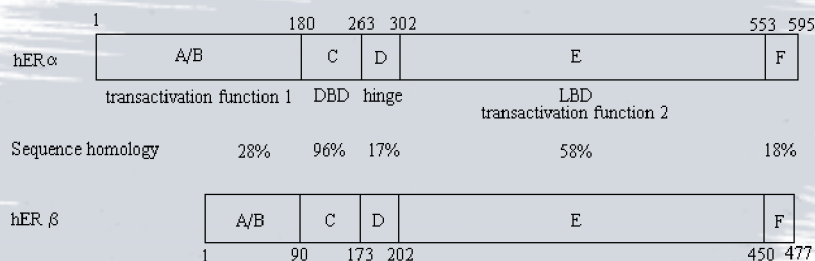 1 180 263 302 553 595
hERα A/B C D E F
transactivation function 1 DBD hinge LBD
transactivation function 2
Sequence homology 28% 96% 17% 58% 18%
hER β A/B C D E F
1 90 173 202 450 477